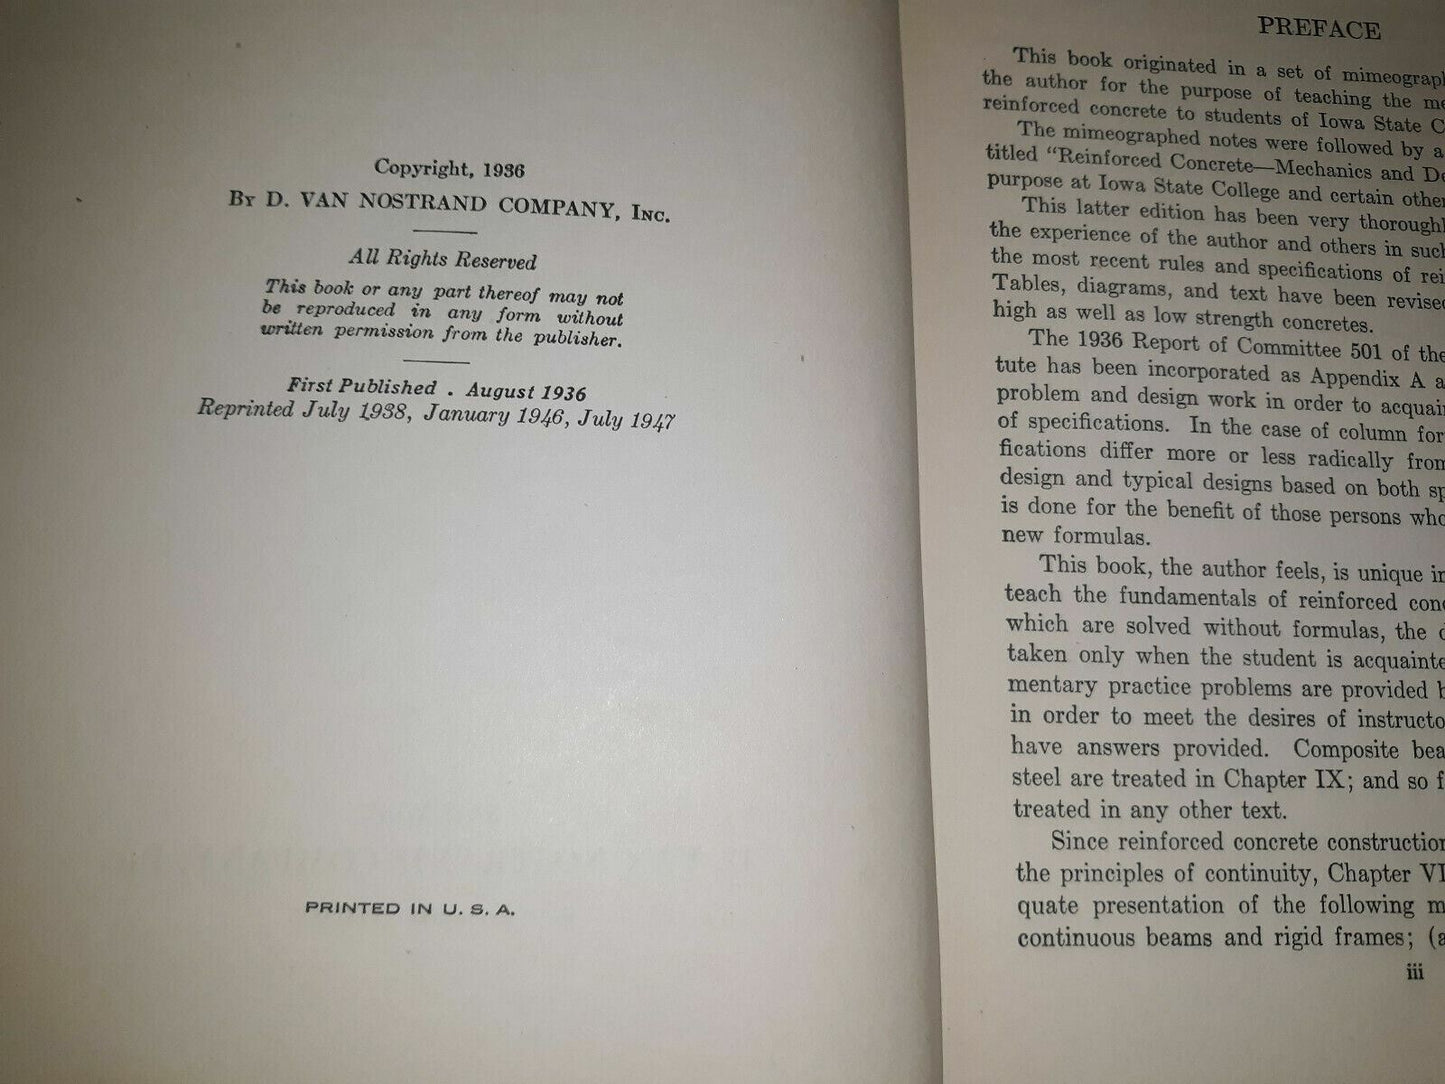 Copyright, 1936
By D. VAN NOSTRAND COMPANY, Inc.
All Rights Reserved
This book or any part thereof may not
be reproduced in any form without
written permission from the publisher.
First Published . August 1936
Reprinted July 1938, January 1946, July 1947
PRINTED IN U. S. A.
PREFACE
This book originated in a set of
the author for the purpose of teaching the
reinforced concrete to students of Iowa State
The mimeographed notes were followed by a
titled "Reinforced Concrete—Mechanics and
purpose at Iowa State College and certain
This latter edition has been very
the experience of the author and others in
the most recent rules and specifications of
Tables, diagrams, and text have been
high as well as low strength concretes.
The 1936 Report of Committee 501 of the
tute has been incorporated as Appendix A
problem and design work in order to
of specifications. In the case of column
fications differ more or less radically
design and typical designs based on both
is done for the benefit of those persons
new formulas.
This book, the author feels, is unique
teach the fundamentals of reinforced
which are solved without formulas, the
taken only when the student is
mentary practice problems are provided
in order to meet the desires of
have answers provided. Composite
steel are treated in Chapter IX; and so
treated in any other text.
Since reinforced concrete
the principles of continuity, Chapter
quate presentation of the following
continuous beams and rigid frames;
iii